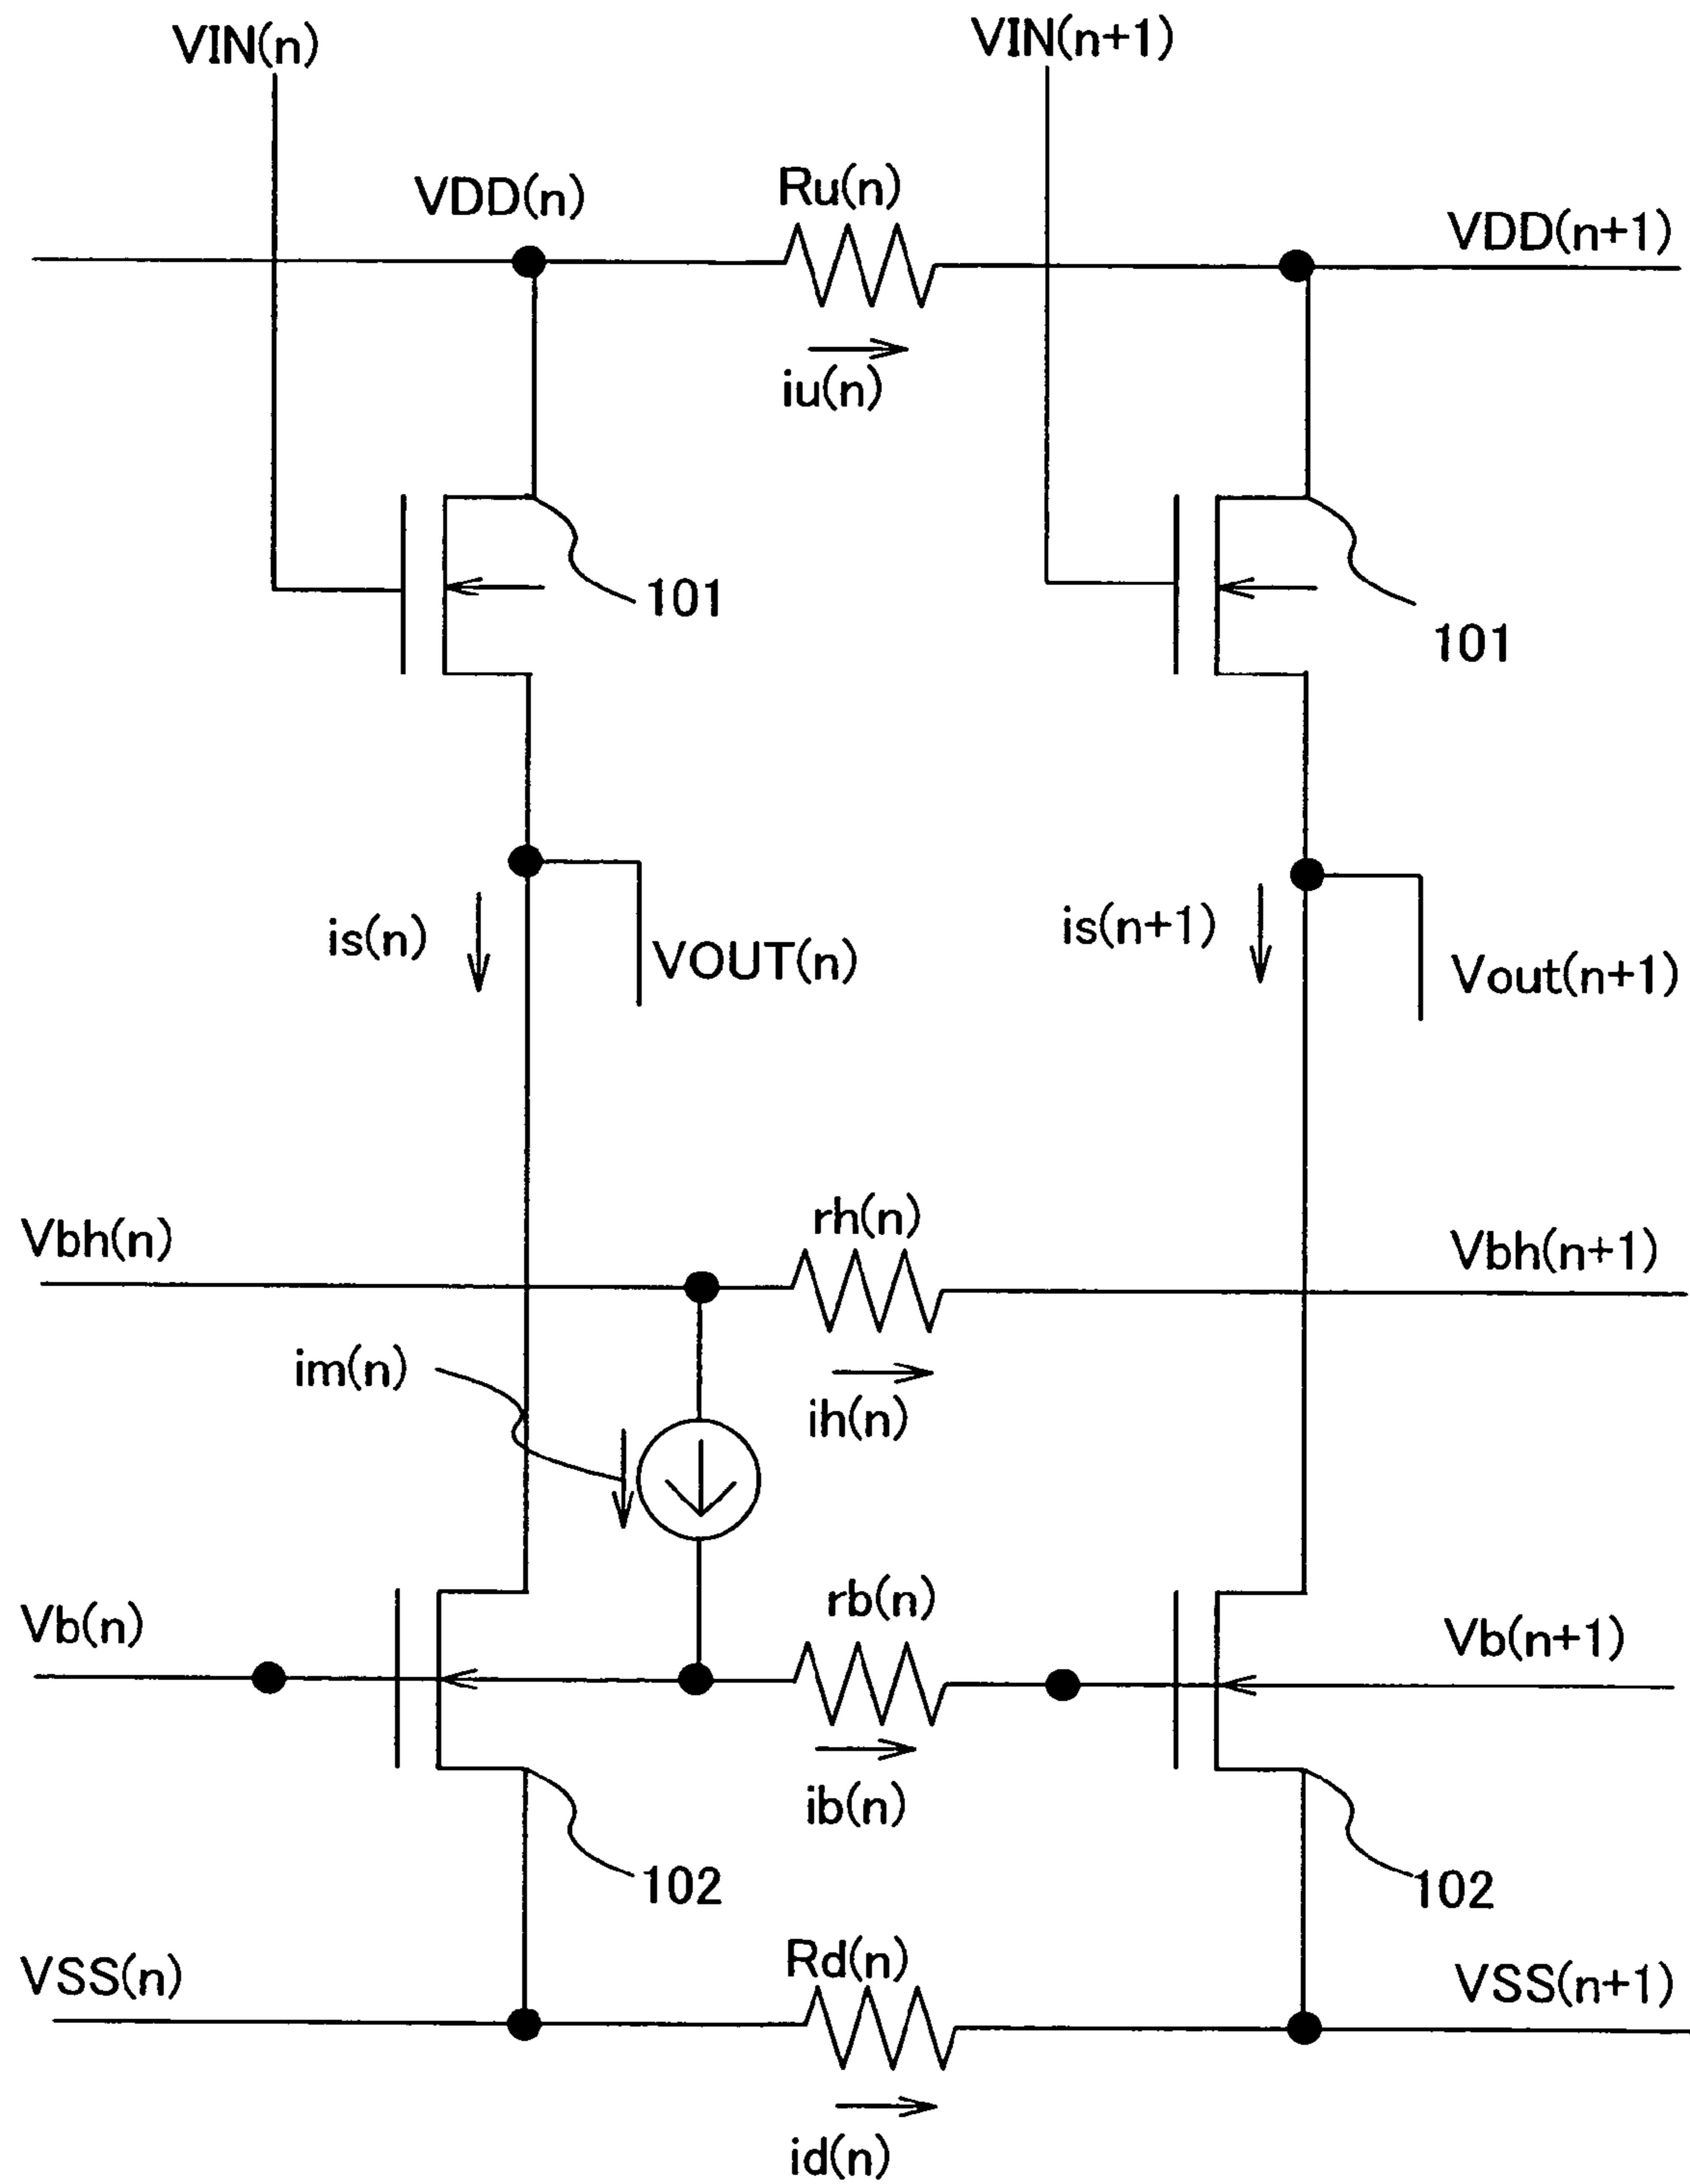 VIN(n)
VIN(n+1)
VDD(n)
Ru(n)
VDD(n+1)
iu(n)
101
101
is(n)
VOUT(n)
is(n+1)
Vout(n+1)
Vbh(n)
rh(n)
Vbh(n+1)
im(n)
ih(n)
Vb(n)
rb(n)
Vb(n+1)
ib(n)
102
102
VSS(n)
Rd(n)
VSS(n+1)
id(n)